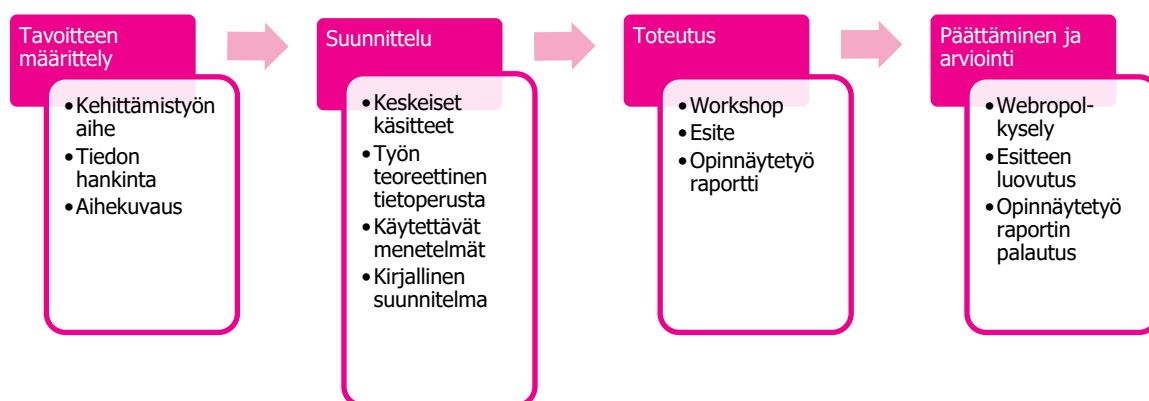 Tavoitteen
määrittely
•Kehittämistyön
aihe
•Tiedon
hankinta
•Aihekuvaus
Suunnittelu
•Keskeiset
käsitteet
•Työn
teoreettinen
tietoperusta
•Käytettävät
menetelmät
•Kirjallinen
suunnitelma
Toteutus
•Workshop
•Esite
•Opinnäytetyö
raportti
Päättäminen ja
arviointi
•Webropol-
kysely
•Esitteen
luovutus
•Opinnäytetyö
raportin
palautus